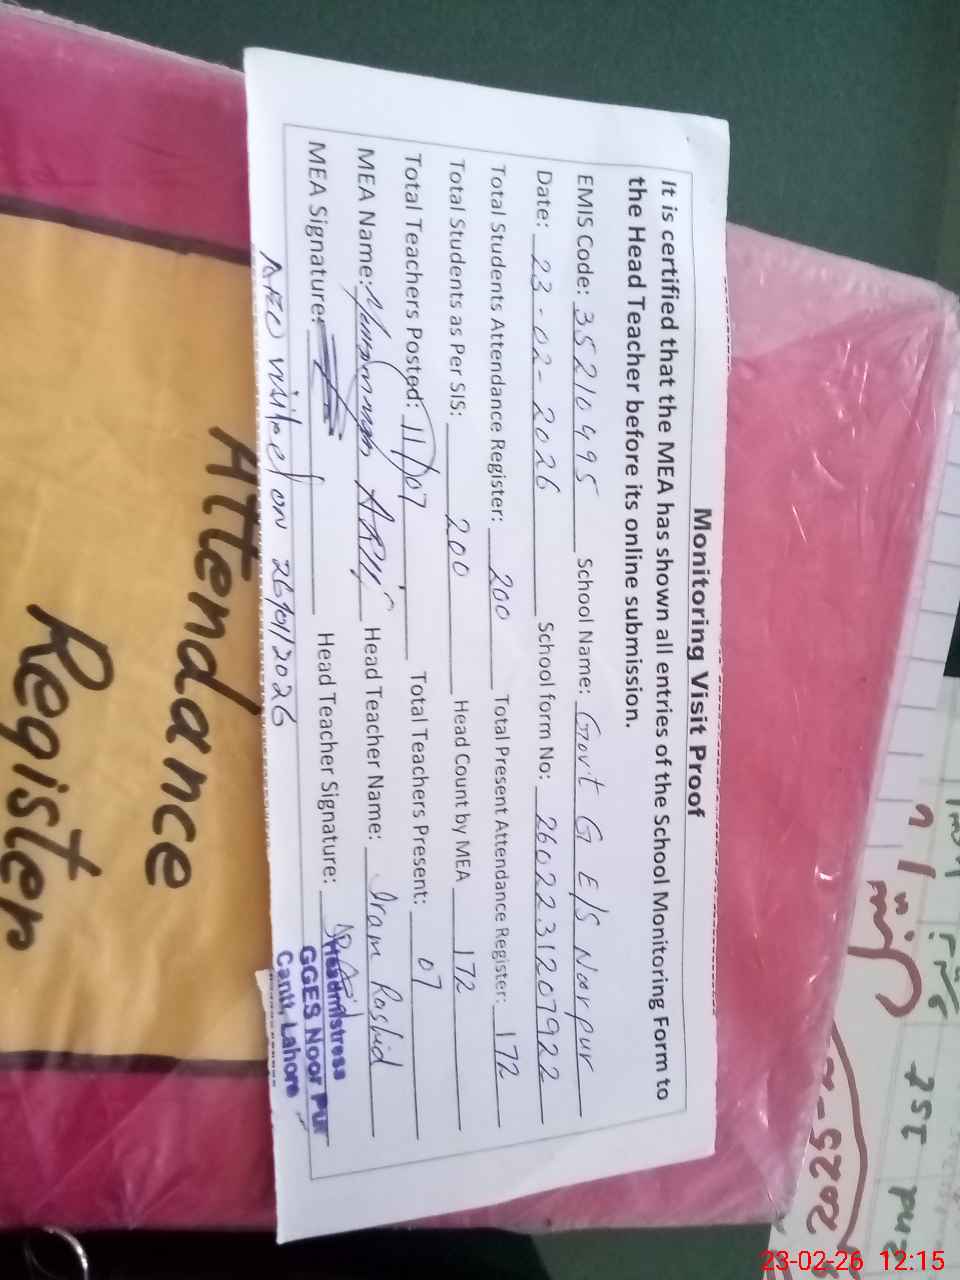 Monitoring Visit Proof
It is certified that the MEA has shown all entries of the School Monitoring Form to
the Head Teacher before its online submission.
EMIS Code: 35210495 School Name: Govt G E/S Noorpur
Date: 23-02-2026 School form No: 2602231207922
Total Students Attendance Register: 200 Total Present Attendance Register: 172
Total Students as Per SIS: 200 Head Count by MEA 172
Total Teachers Posted: 11/07 Total Teachers Present: 07
MEA Name: Head Teacher Name: Iram Rashid
MEA Signature: Head Teacher Signature:
Headmistress
GGES Noor Pur
Cantt, Lahore
AEO visited on 26/01/2026
Attendance
Register
1st
2nd
2025-
23-02-26 12:15